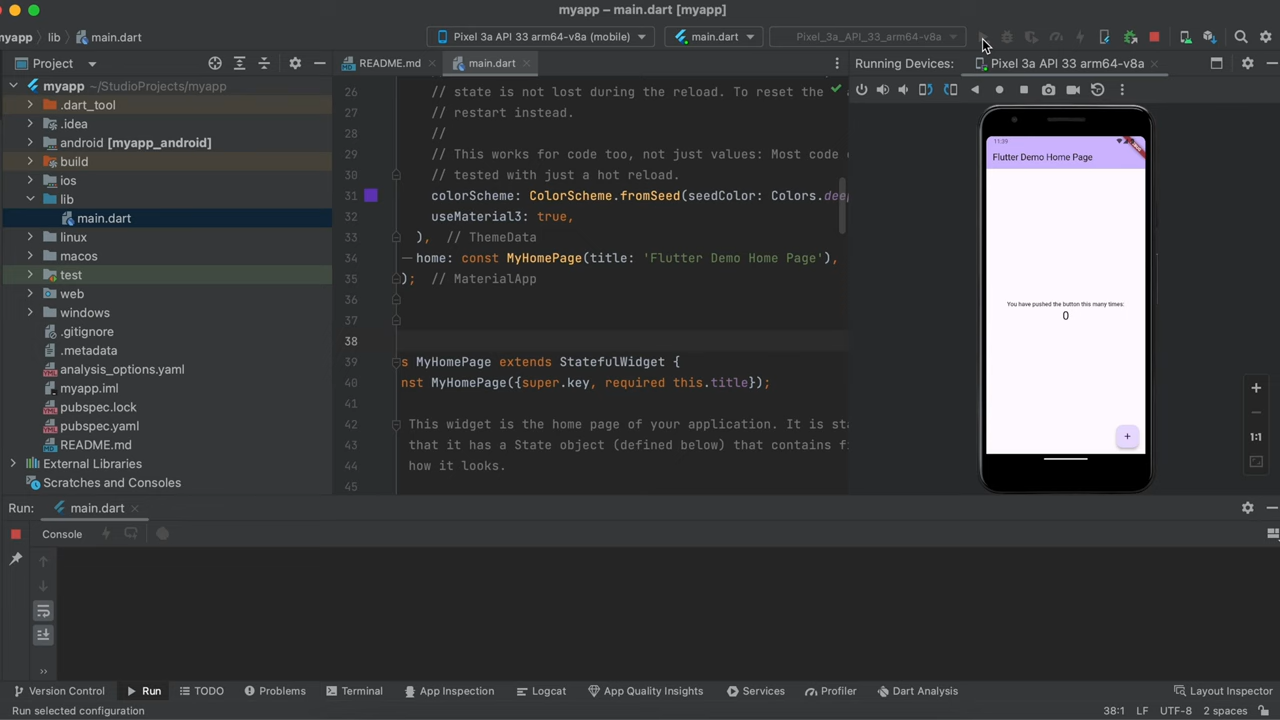 myapp – main.dart [myapp]
myapp
lib
main.dart
Pixel 3a API 33 arm64-v8a (mobile)
main.dart
Pixel_3a_API_33_arm64-v8a
Project
README.md
main.dart
Running Devices:
Pixel 3a API 33 arm64-v8a
myapp ~/StudioProjects/myapp
.dart_tool
.idea
android [myapp_android]
build
ios
lib
main.dart
linux
macos
test
web
windows
.gitignore
.metadata
analysis_options.yaml
myapp.iml
pubspec.lock
pubspec.yaml
README.md
External Libraries
Scratches and Consoles
26 // state is not lost during the reload. To reset the
27 // restart instead.
28 //
29 // This works for code too, not just values: Most code
30 // tested with just a hot reload.
31 colorScheme: ColorScheme.fromSeed(seedColor: Colors.deep
32 useMaterial3: true,
33 ), // ThemeData
34 home: const MyHomePage(title: 'Flutter Demo Home Page'),
35 ); // MaterialApp
36
37
38
39 s MyHomePage extends StatefulWidget {
40 nst MyHomePage({super.key, required this.title});
41
42 This widget is the home page of your application. It is sta
43 that it has a State object (defined below) that contains fi
44 how it looks.
45
11:39
Flutter Demo Home Page
You have pushed the button this many times:
0
+
1:1
Run:
main.dart
Console
Version Control
Run
TODO
Problems
Terminal
App Inspection
Logcat
App Quality Insights
Services
Profiler
Dart Analysis
Layout Inspector
Run selected configuration
38:1
LF
UTF-8
2 spaces